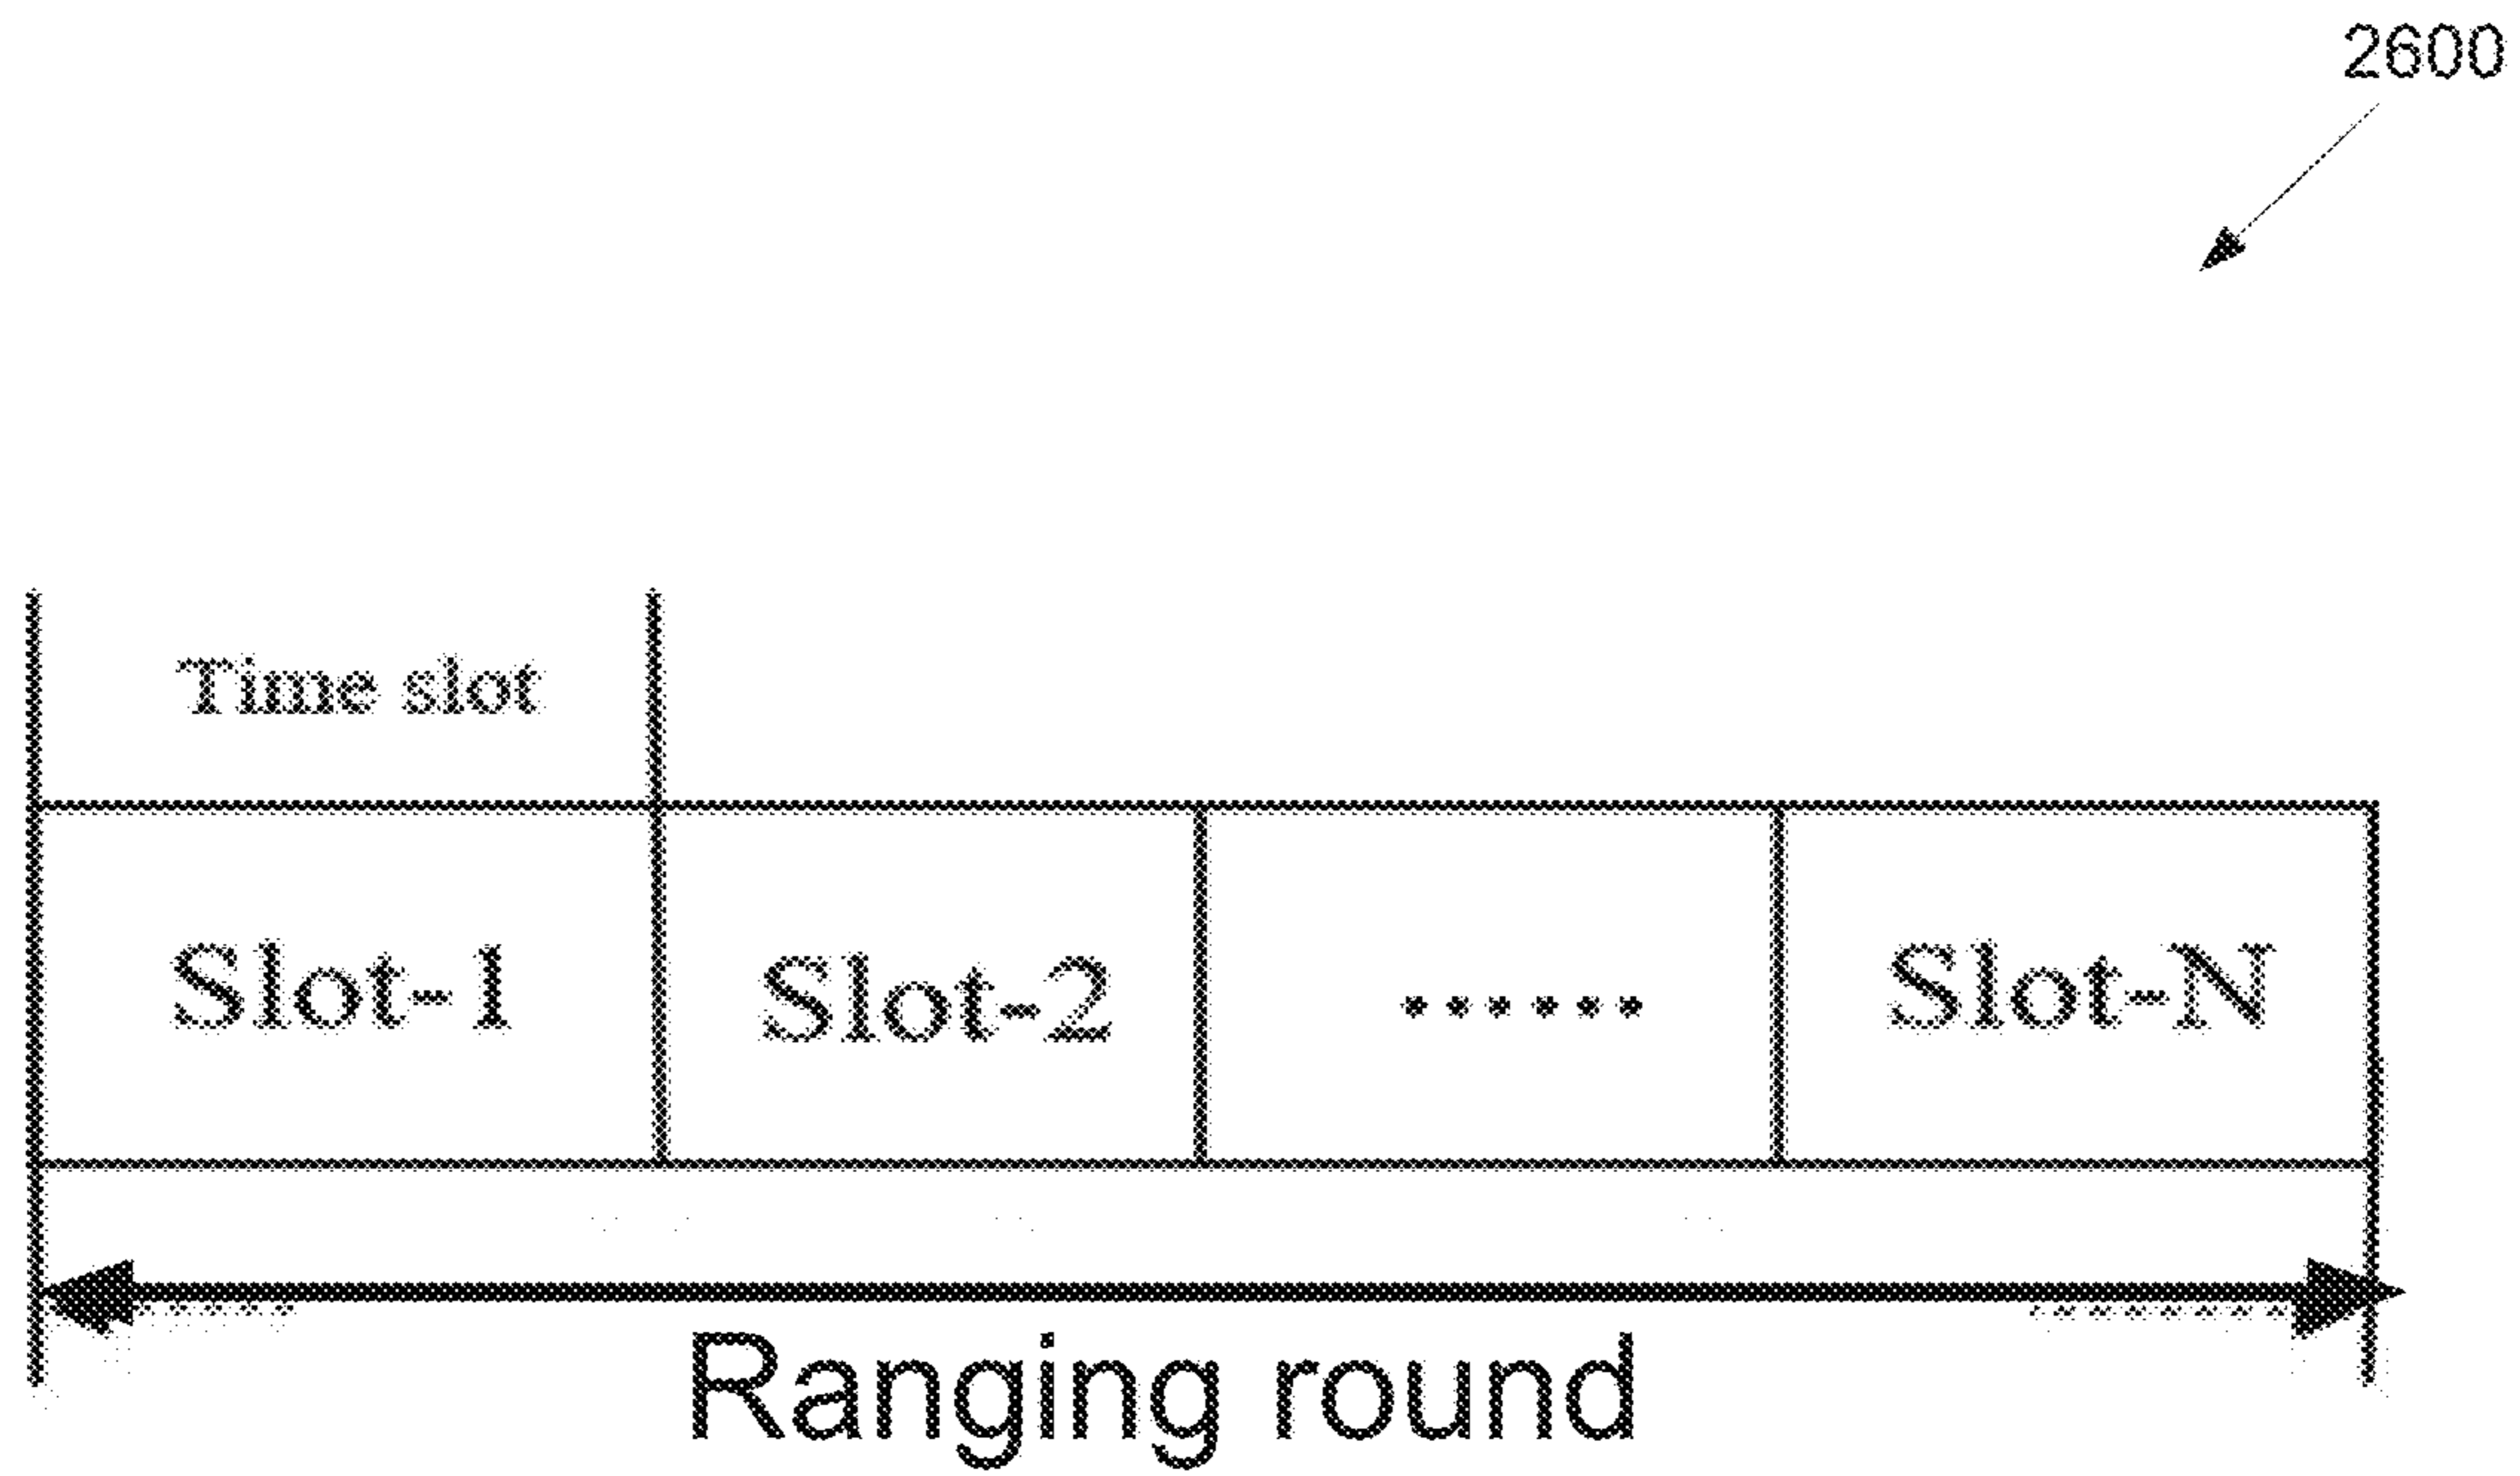 2600
Time slot
Slot-1 Slot-2 ...... Slot-N
Ranging round